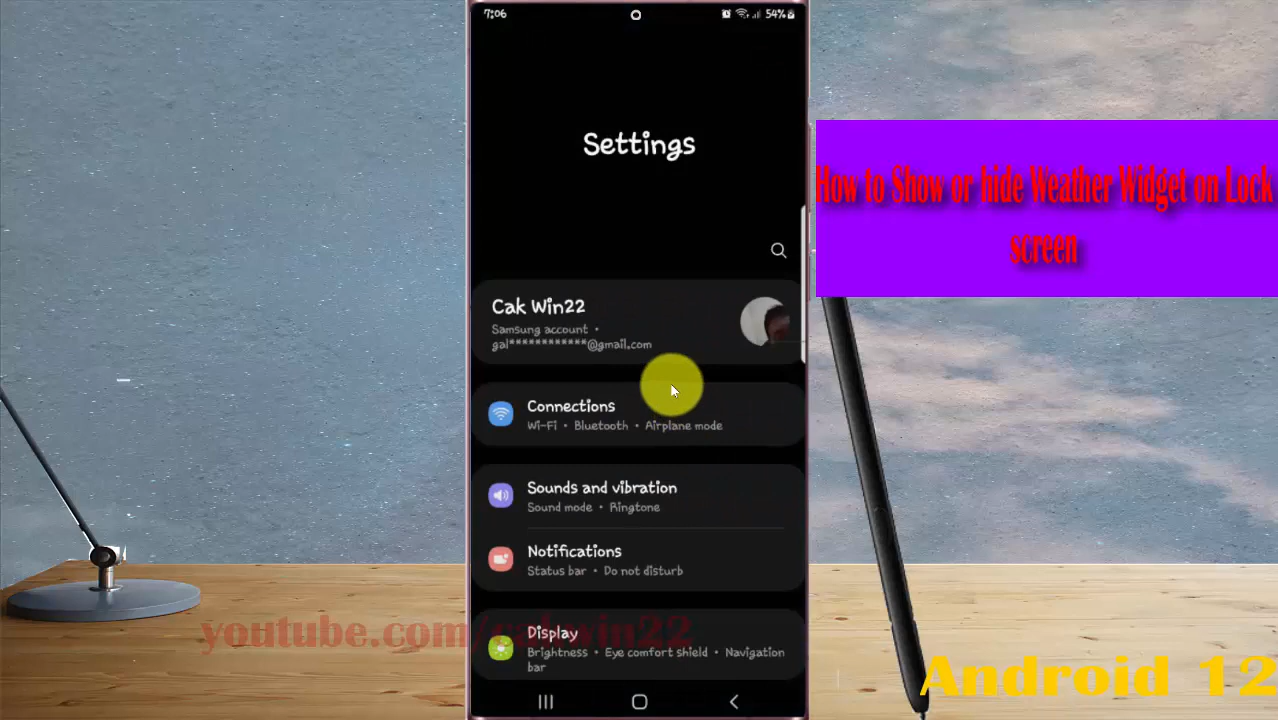 7:06
54%
Settings
Cak Win22
Samsung account •
gal************@gmail.com
Connections
Wi-Fi • Bluetooth • Airplane mode
Sounds and vibration
Sound mode • Ringtone
Notifications
Status bar • Do not disturb
Display
Brightness • Eye comfort shield • Navigation
bar
How to Show or hide Weather Widget on Lock
screen
youtube.com/cakwin22
Android 12